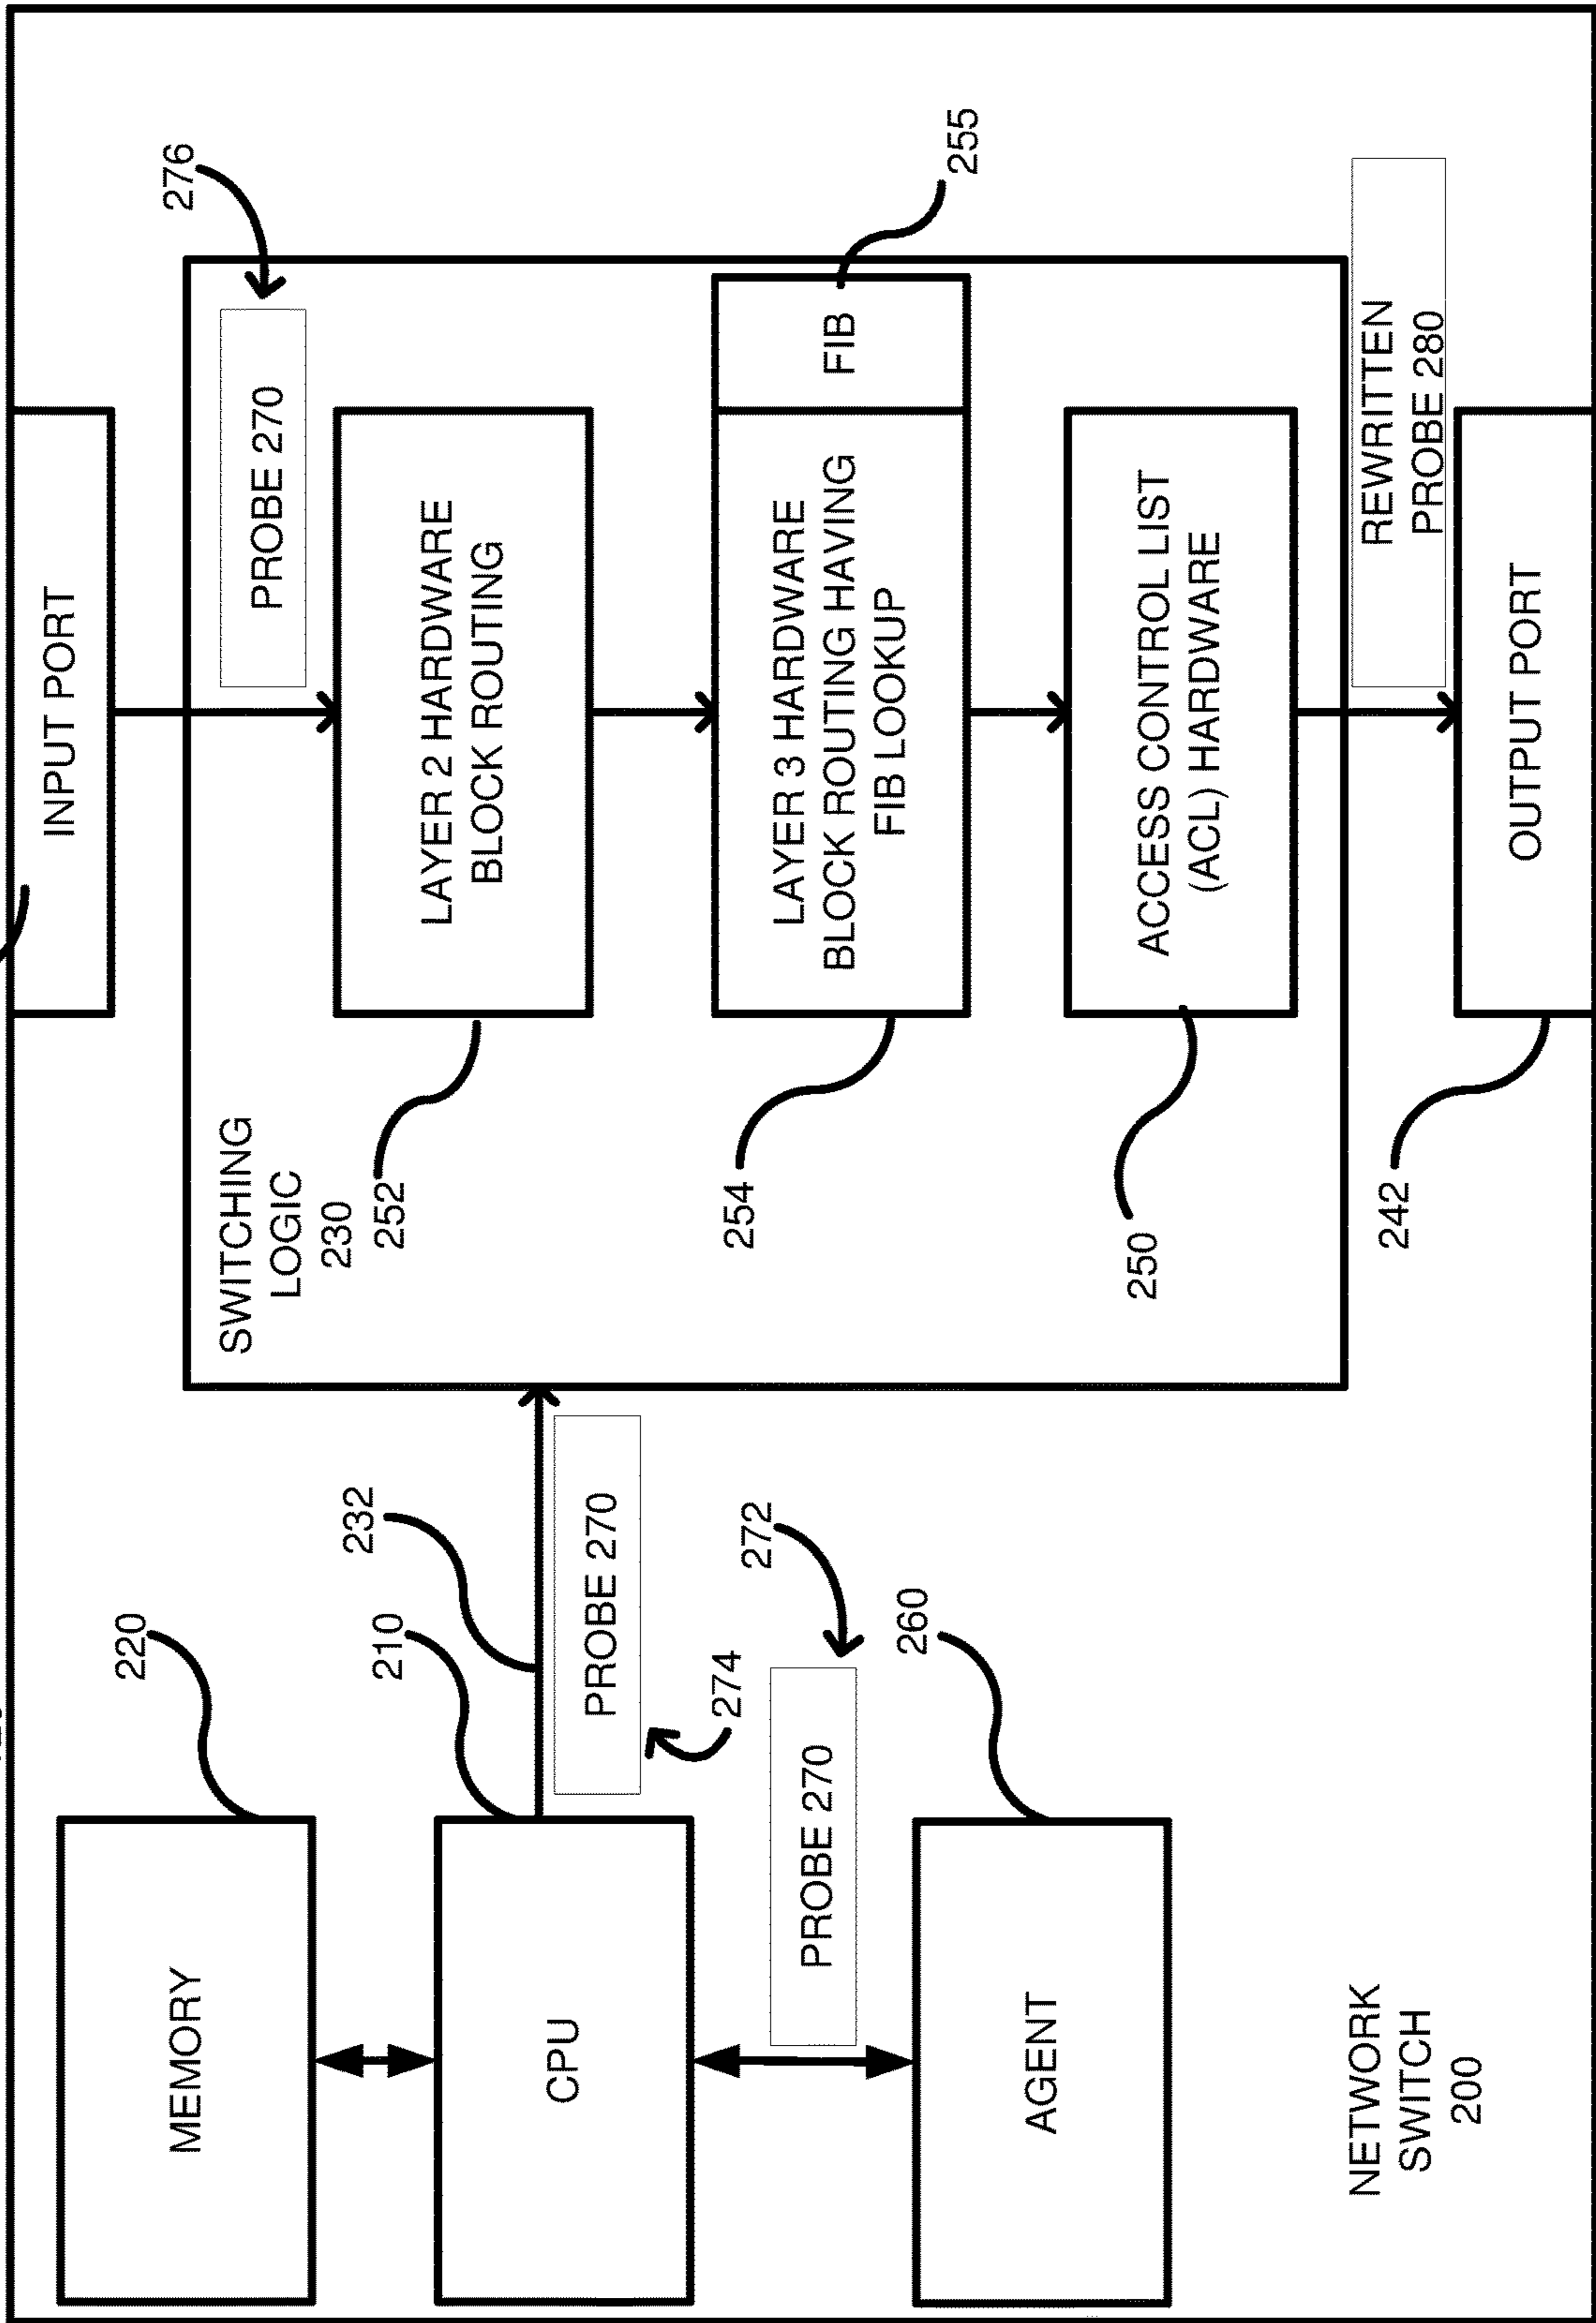 INPUT PORT
220
276
MEMORY
PROBE 270
SWITCHING
LOGIC
230
232
210
252
LAYER 2 HARDWARE
BLOCK ROUTING
CPU
PROBE 270
274
272
254
LAYER 3 HARDWARE
BLOCK ROUTING HAVING
FIB LOOKUP
FIB
255
PROBE 270
260
AGENT
250
ACCESS CONTROL LIST
(ACL) HARDWARE
REWRITTEN
PROBE 280
NETWORK
SWITCH
200
242
OUTPUT PORT